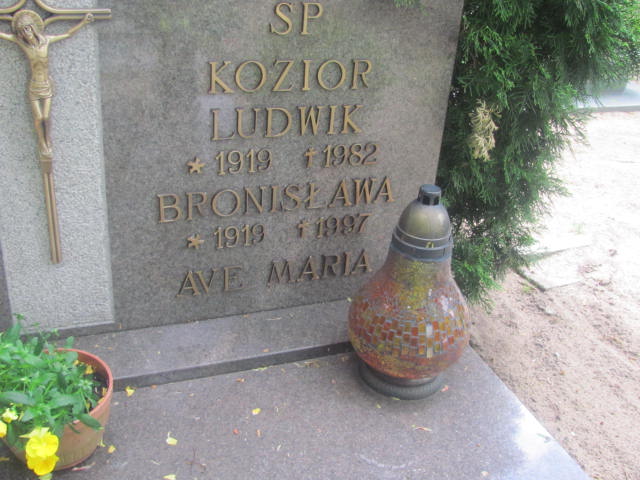 SP
KOZIOR
LUDWIK
* 1919 + 1982
BRONISŁAWA
* 1919 + 1997
AVE MARIA